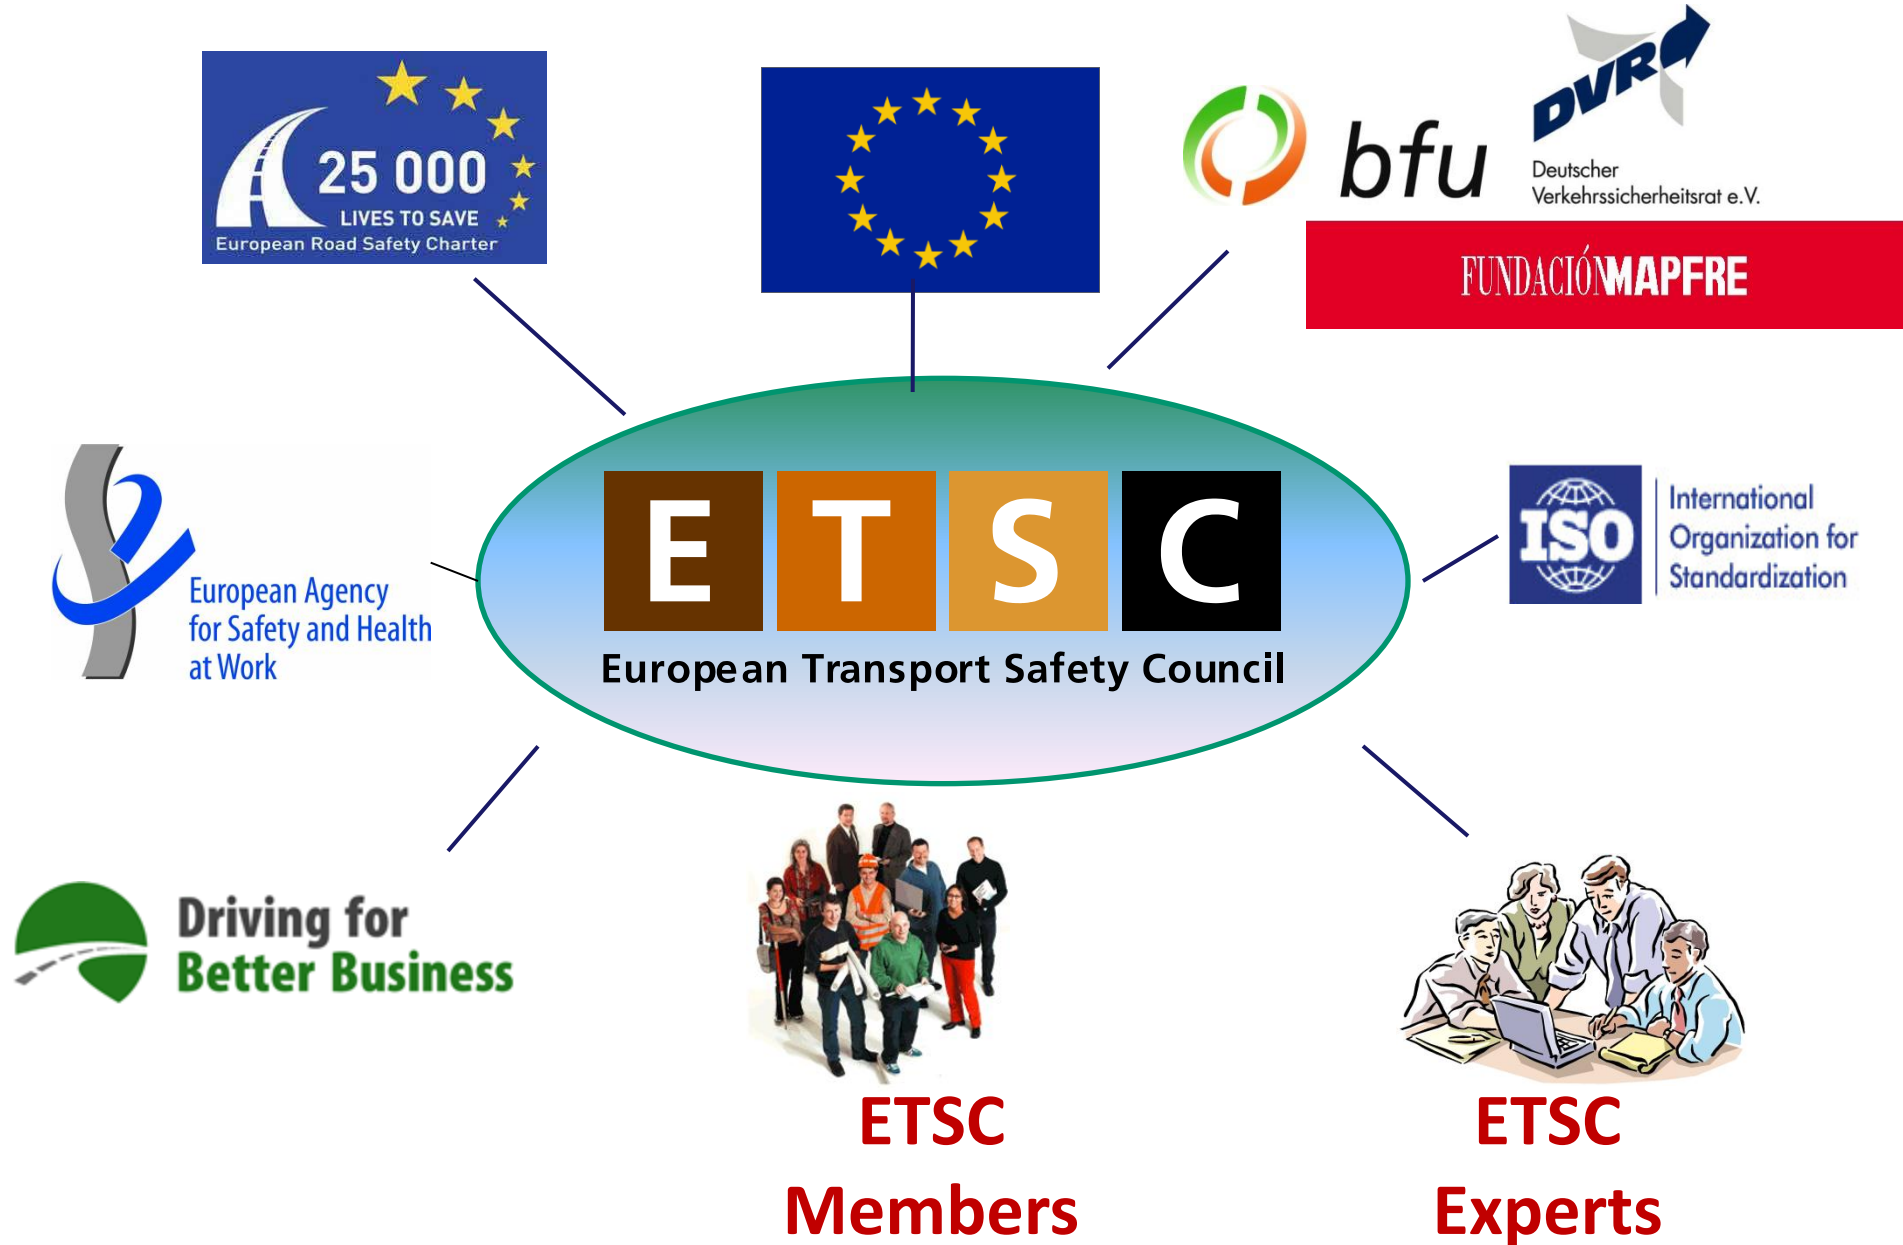 25 000
LIVES TO SAVE
European Road Safety Charter
bfu
DVR
Deutscher
Verkehrssicherheitsrat e.V.
FUNDACIÓNMAPFRE
European Agency
for Safety and Health
at Work
E T S C
European Transport Safety Council
ISO
International
Organization for
Standardization
Driving for
Better Business
ETSC
Members
ETSC
Experts